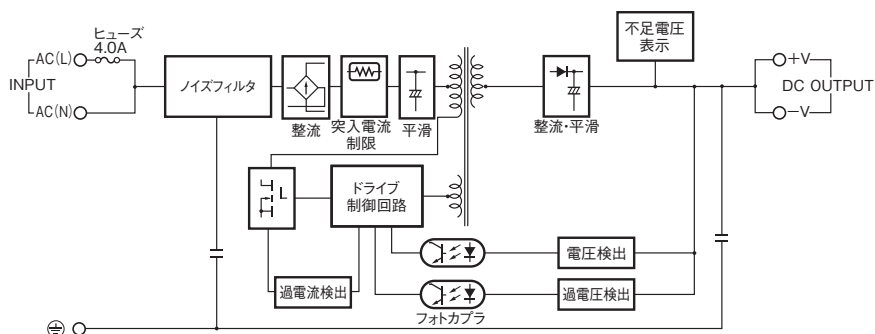 ヒューズ
4.0A
AC(L)
INPUT
AC(N)
ノイズフィルタ
整流
突入電流
制限
平滑
整流・平滑
不足電圧
表示
+V
DC OUTPUT
−V
ドライブ
制御回路
過電流検出
電圧検出
過電圧検出
フォトカプラ